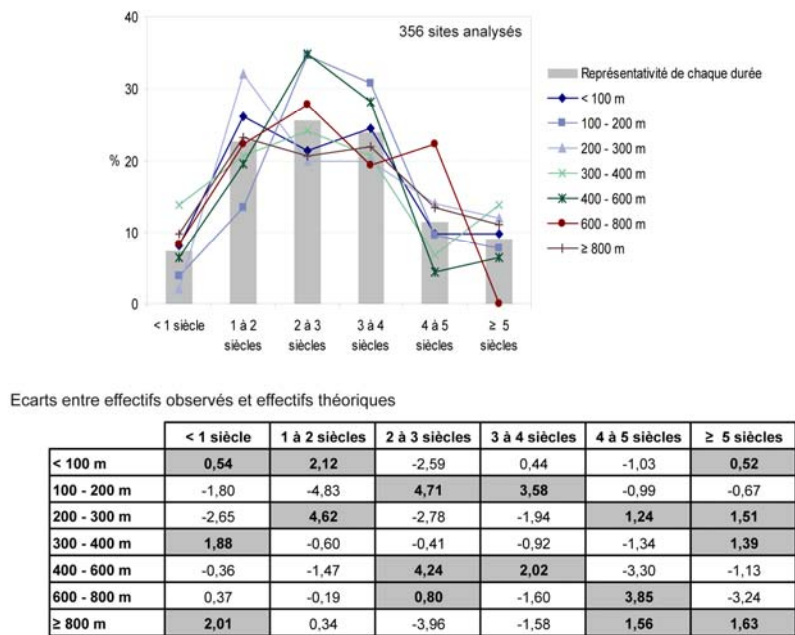 40
356 sites analysés
30
% 20
10
0
< 1 siècle
1 à 2 siècles
2 à 3 siècles
3 à 4 siècles
4 à 5 siècles
≥ 5 siècles
Représentativité de chaque durée
< 100 m
100 - 200 m
200 - 300 m
300 - 400 m
400 - 600 m
600 - 800 m
≥ 800 m
Ecarts entre effectifs observés et effectifs théoriques
< 1 siècle 1 à 2 siècles 2 à 3 siècles 3 à 4 siècles 4 à 5 siècles ≥ 5 siècles
< 100 m 0,54 2,12 -2,59 0,44 -1,03 0,52
100 - 200 m -1,80 -4,83 4,71 3,58 -0,99 -0,67
200 - 300 m -2,65 4,62 -2,78 -1,94 1,24 1,51
300 - 400 m 1,88 -0,60 -0,41 -0,92 -1,34 1,39
400 - 600 m -0,36 -1,47 4,24 2,02 -3,30 -1,13
600 - 800 m 0,37 -0,19 0,80 -1,60 3,85 -3,24
≥ 800 m 2,01 0,34 -3,96 -1,58 1,56 1,63